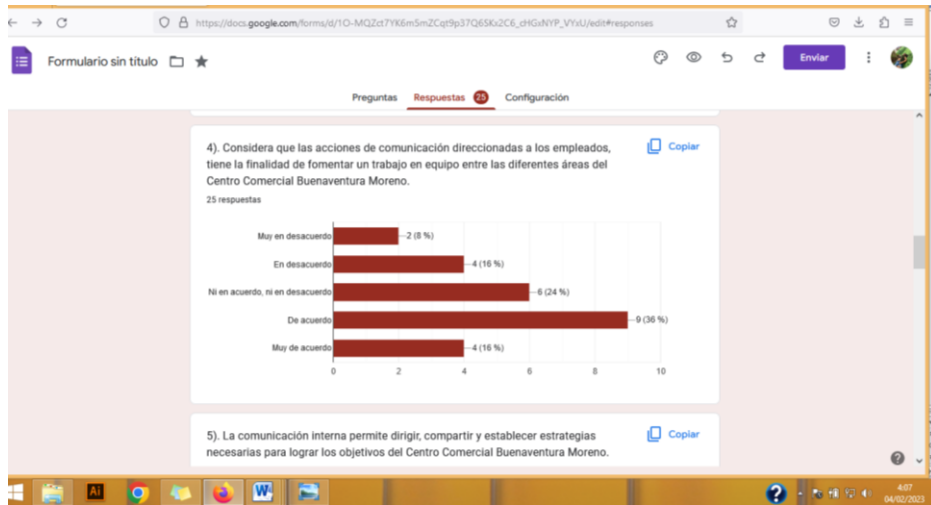 https://docs.google.com/forms/d/1O-MQZct7YK6mSmZCqt9p37Q6SKx2C6_cHGsNYP_VYsU/edit#responses
Formulario sin título
Enviar
Preguntas Respuestas 25 Configuración
4). Considera que las acciones de comunicación direccionadas a los empleados,
tiene la finalidad de fomentar un trabajo en equipo entre las diferentes áreas del
Centro Comercial Buenaventura Moreno.
Copiar
25 respuestas
Muy en desacuerdo 2 (8 %)
En desacuerdo 4 (16 %)
Ni en acuerdo, ni en desacuerdo 6 (24 %)
De acuerdo 9 (36 %)
Muy de acuerdo 4 (16 %)
0 2 4 6 8 10
5). La comunicación interna permite dirigir, compartir y establecer estrategias
necesarias para lograr los objetivos del Centro Comercial Buenaventura Moreno.
Copiar
Ai
W
4:07
04/02/2023